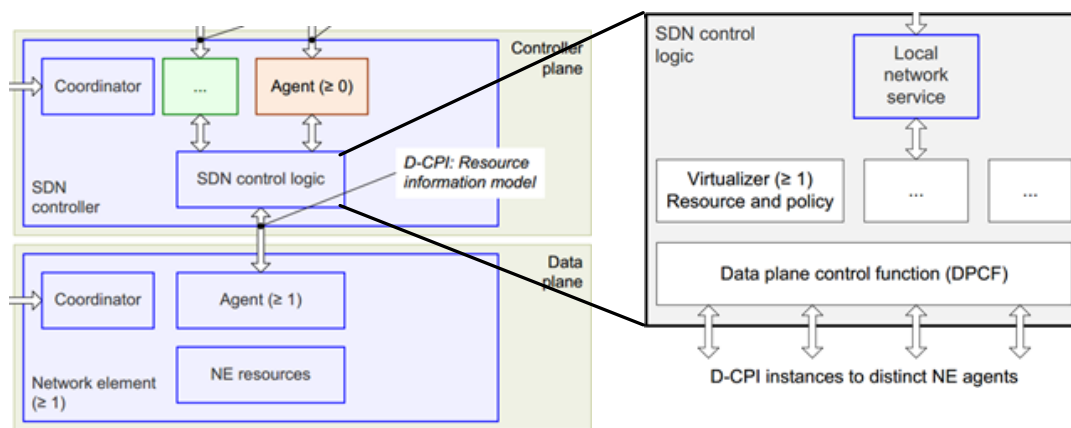 Controller
plane
Coordinator
...
Agent (≥ 0)
D-CPI: Resource
information model
SDN control logic
SDN
controller
Data
plane
Coordinator
Agent (≥ 1)
NE resources
Network element
(≥ 1)
SDN control
logic
Local
network
service
Virtualizer (≥ 1)
Resource and policy
...
...
Data plane control function (DPCF)
D-CPI instances to distinct NE agents